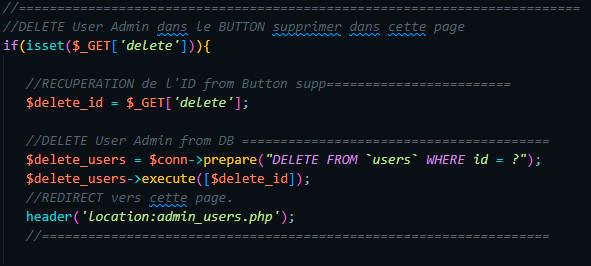 //======================================================================
//DELETE User Admin dans le BUTTON supprimer dans cette page
if(isset($_GET['delete'])){
//RECUPERATION de l'ID from Button supp=======================
$delete_id = $_GET['delete'];
//DELETE User Admin from DB ======================================
$delete_users = $conn->prepare("DELETE FROM `users` WHERE id = ?");
$delete_users->execute([$delete_id]);
//REDIRECT vers cette page.
header('location:admin_users.php');
//===============================================================